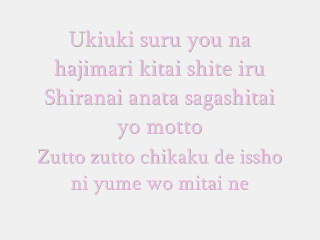 Ukiuki suru you na
hajimari kitai shite iru
Shiranai anata sagashitai
yo motto
Zutto zutto chikaku de issho
ni yume wo mitai ne